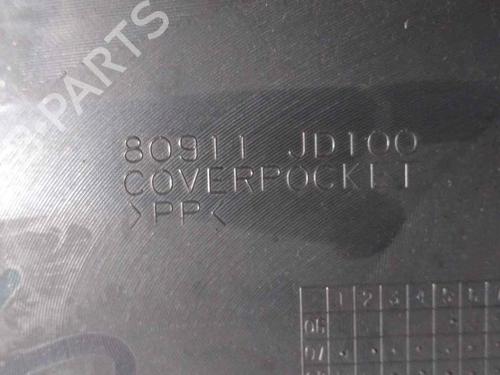 B-PARTS
80911 JD100
COVERPOCKET
>PP<
1 2 3 4 5 6
06
07